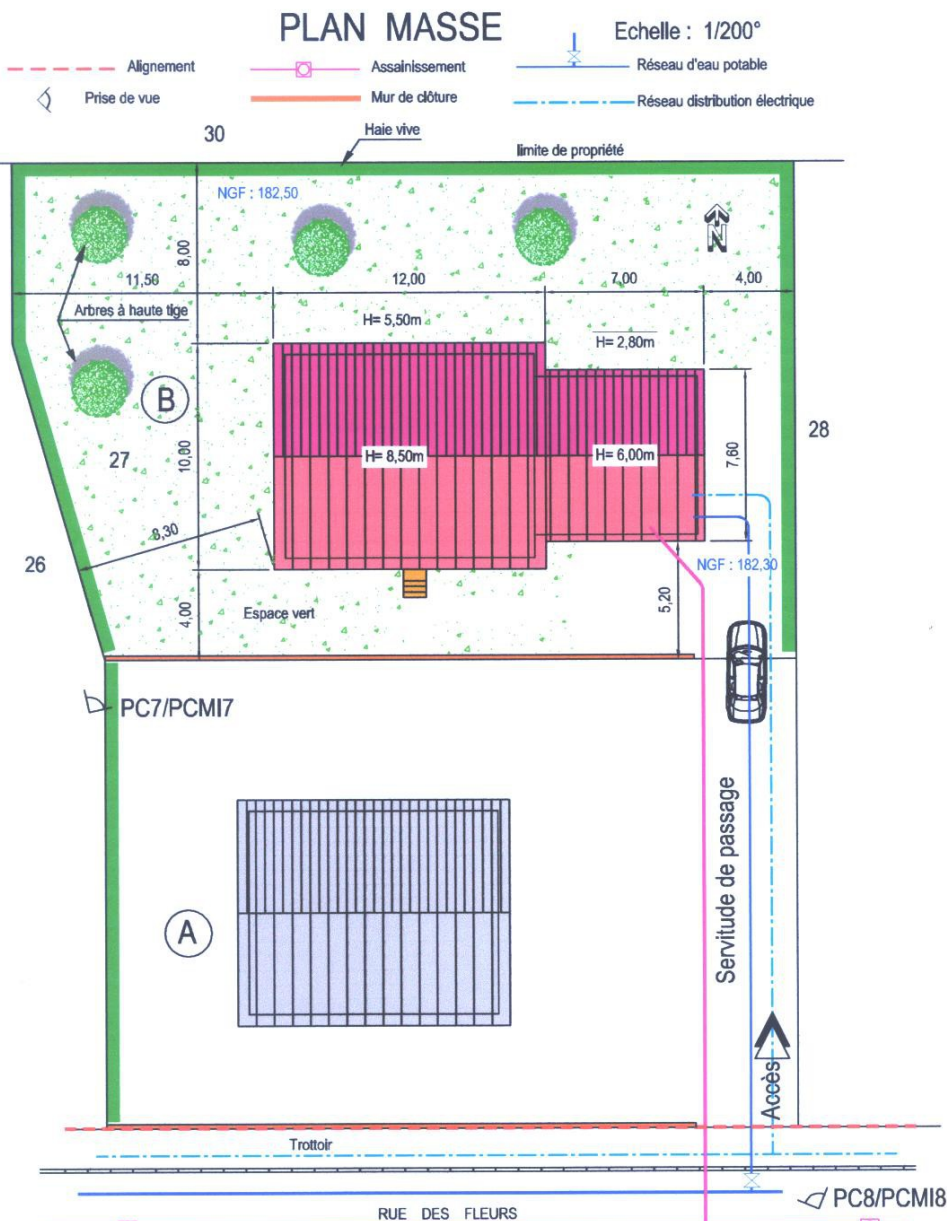 PLAN MASSE
Echelle : 1/200°
Alignement
Assainissement
Réseau d'eau potable
Prise de vue
Mur de clôture
Réseau distribution électrique
30
Haie vive
limite de propriété
NGF : 182,50
N
8,00
11,50
12,00
7,00
4,00
Arbres à haute tige
H= 5,50m
H= 2,80m
B
28
27
10,00
H= 8,50m
H= 6,00m
7,60
26
8,30
NGF : 182,30
4,00
Espace vert
5,20
PC7/PCMI7
Servitude de passage
A
Accès
Trottoir
PC8/PCMI8
RUE DES FLEURS